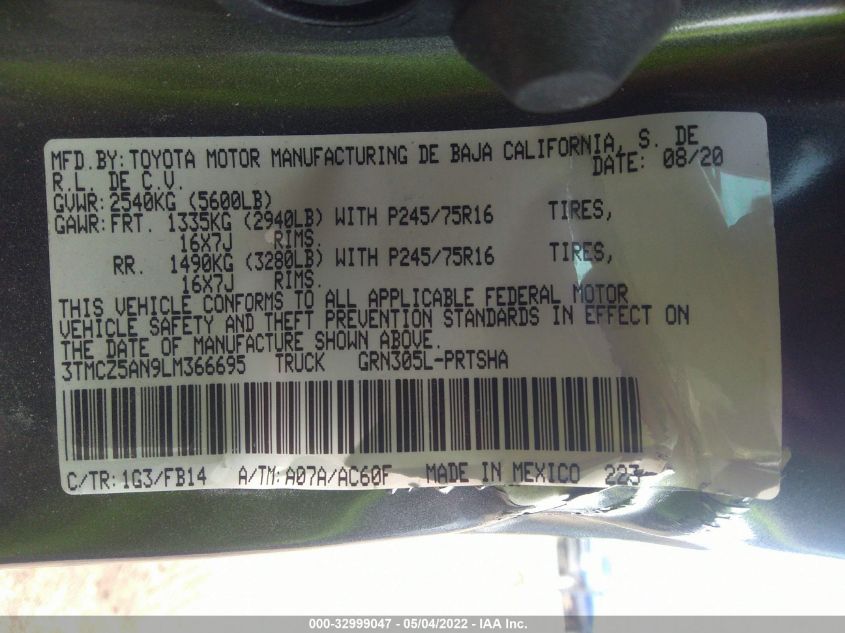 MFD.BY: TOYOTA MOTOR MANUFACTURING DE BAJA CALIFORNIA, S. DE
R.L. DE C.V. DATE: 08/20
GVWR: 2540KG (5600LB)
GAWR: FRT. 1335KG (2940LB) WITH P245/75R16 TIRES,
16X7J RIMS.
RR. 1490KG (3280LB) WITH P245/75R16 TIRES,
16X7J RIMS.
THIS VEHICLE CONFORMS TO ALL APPLICABLE FEDERAL MOTOR
VEHICLE SAFETY AND THEFT PREVENTION STANDARDS IN EFFECT ON
THE DATE OF MANUFACTURE SHOWN ABOVE.
3TMCZ5AN9LM366695 TRUCK GRN305L-PRTSHA
C/TR: 1G3/FB14 A/TM: A07A/AC60F MADE IN MEXICO 223
000-32999047 - 05/04/2022 - IAA Inc.